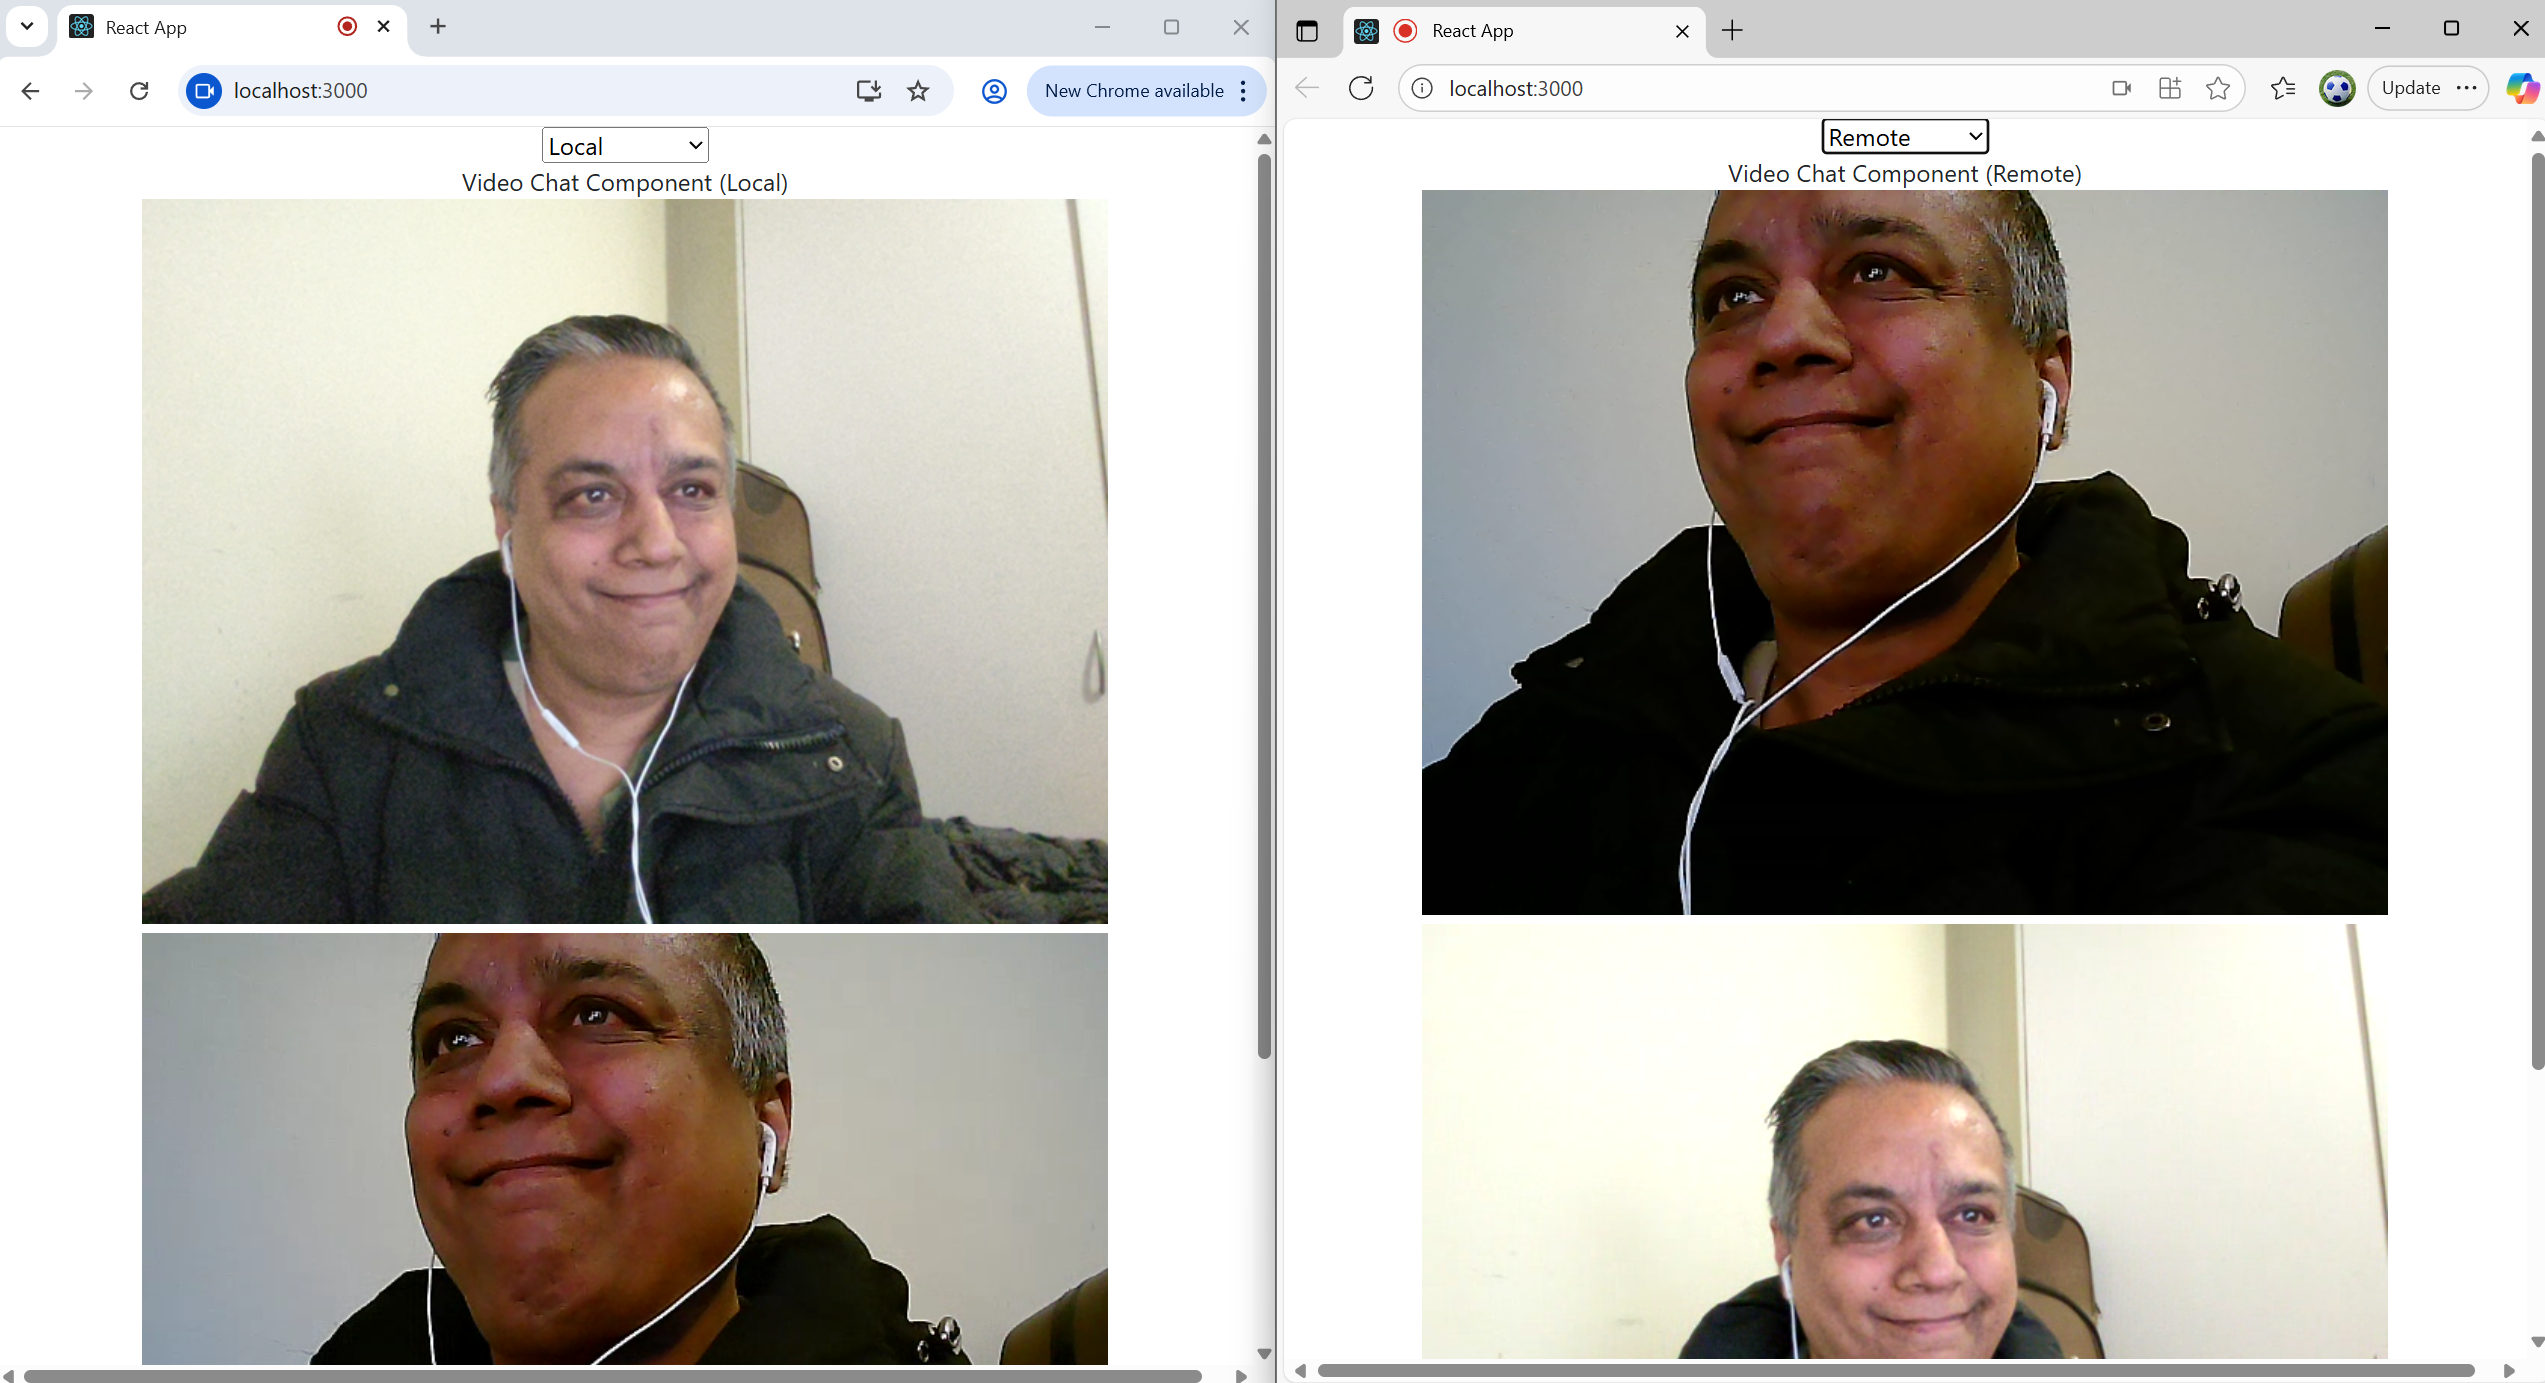 React App
localhost:3000
New Chrome available
Local
Video Chat Component (Local)
React App
localhost:3000
Update
Remote
Video Chat Component (Remote)